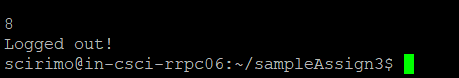 8
Logged out!
scirimo@in-csci-rrpc06:~/sampleAssign3$